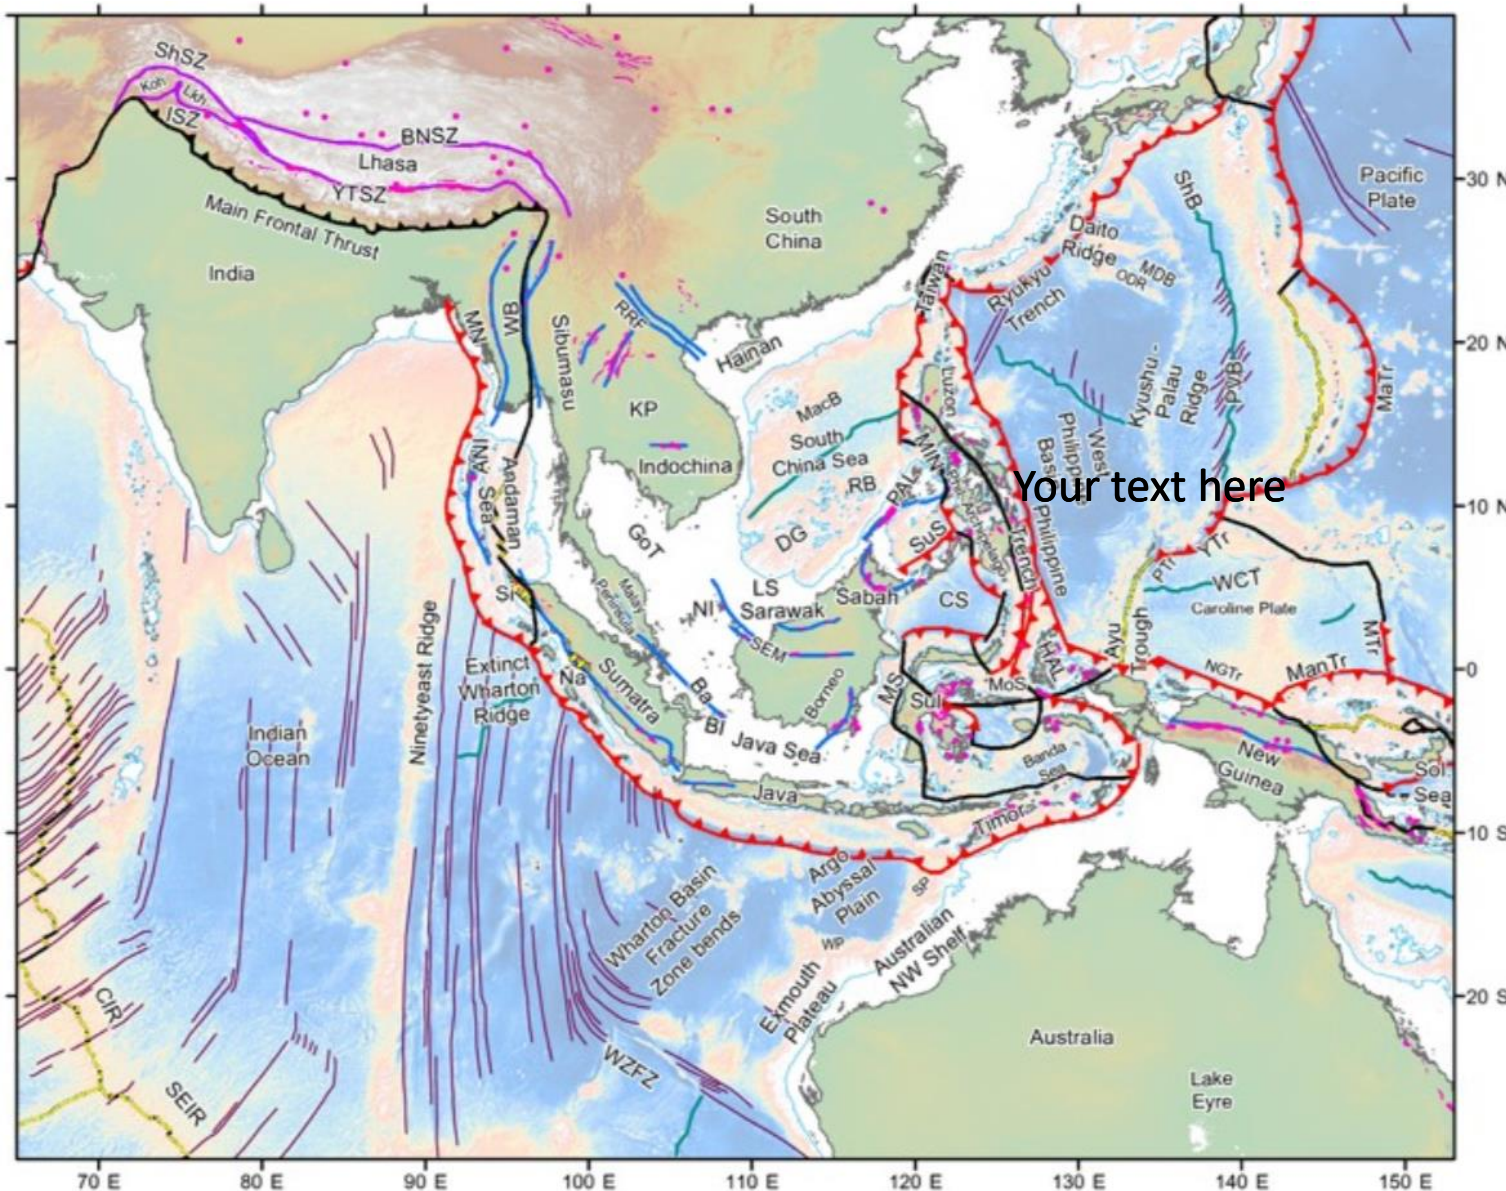 ShSZ
Koh
Lkh
ISZ
BNSZ
Lhasa
YTSZ
Main Frontal Thrust
India
South
China
Pacific
Plate
30 N
ShB
Daito
Ridge
MDB
ODR
Taiwan
Ryukyu
Trench
MN
WB
Sibumasu
RRF
Hainan
20 N
Luzon
Kyushu -
Palau
Ridge
PVB
MaTr
KP
MacB
South
China Sea
Indochina
RB
MIN
PAL
West
Philippine
Basin
Your text here
10 N
ANI
Andaman
Sea
GoT
DG
SuS
Archipelago
Philippine
Trench
YTr
PTr
WCT
Caroline Plate
Si
Malay
Peninsula
NI
LS
Sarawak
Sabah
CS
SEM
Ayu
Trough
MTr
0
Ninetyeast Ridge
Extinct
Wharton
Ridge
Na
Sumatra
Ba
BI
Borneo
MS
Sul
MoS
HAL
NGTr
ManTr
Indian
Ocean
Java Sea
Banda
Sea
New
Guinea
Sol
Sea
Java
Timor
10 S
Argo
Abyssal
Plain
SP
Wharton Basin
Fracture
Zone bends
WP
Australian
NW Shelf
Exmouth
Plateau
20 S
CIR
SEIR
WZFZ
Australia
Lake
Eyre
70 E
80 E
90 E
100 E
110 E
120 E
130 E
140 E
150 E